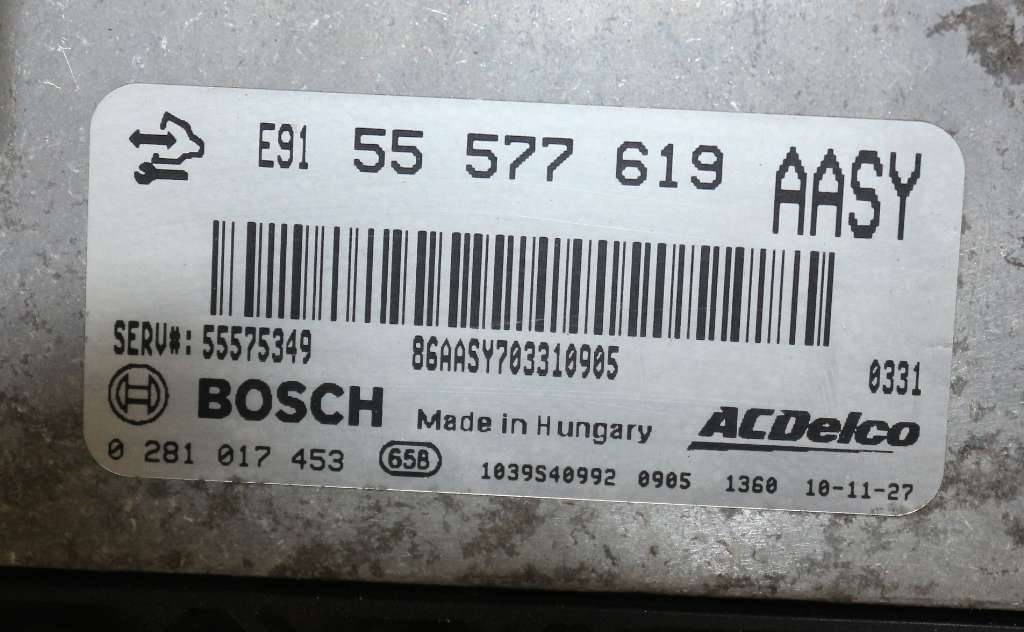 E91 55 577 619 AASY
SERV#: 55575349 86AASY703310905 0331
BOSCH Made in Hungary ACDelco
0 281 017 453 65B 1039S40992 0905 1360 10-11-27